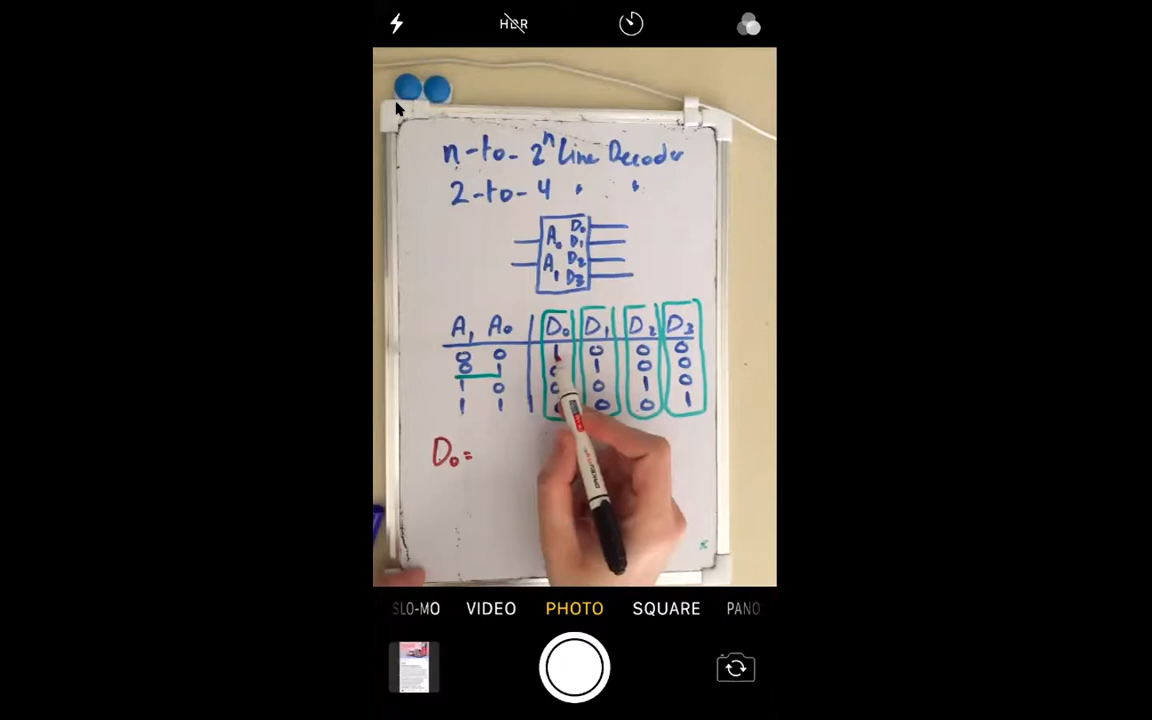 HDR
n-to-2ⁿ Line Decoder
2-to-4 " "
A₀ D₀
D₁
A₁ D₂
D₃
A₁ A₀ D₀ D₁ D₂ D₃
0 0 1 0 0 0
0 1 0 1 0 0
1 0 0 0 1 0
1 1 0 0 0 1
D₀=
SLO-MO VIDEO PHOTO SQUARE PANO